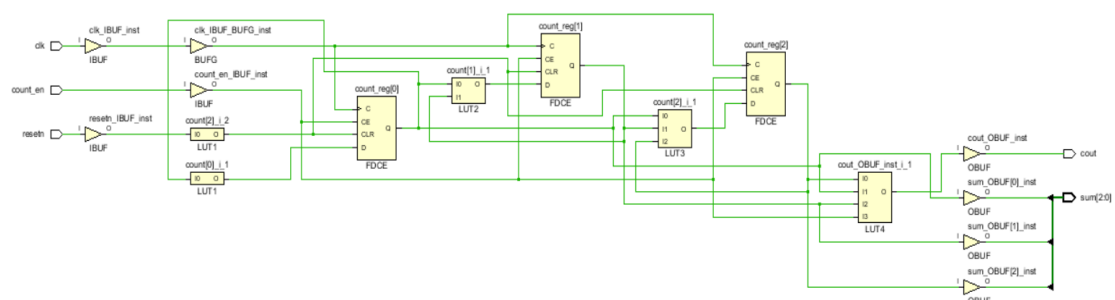 clk
clk_IBUF_inst
I
O
IBUF
clk_IBUF_BUFG_inst
I
O
BUFG
count_en
count_en_IBUF_inst
I
O
IBUF
resetn
resetn_IBUF_inst
I
O
IBUF
count[2]_i_2
I0
O
LUT1
count[0]_i_1
I0
O
LUT1
count_reg[0]
C
CE
CLR
D
Q
FDCE
count[1]_i_1
I0
I1
O
LUT2
count_reg[1]
C
CE
CLR
D
Q
FDCE
count[2]_i_1
I0
I1
I2
O
LUT3
count_reg[2]
C
CE
CLR
D
Q
FDCE
cout_OBUF_inst_i_1
I0
I1
I2
I3
O
LUT4
cout_OBUF_inst
I
O
OBUF
cout
sum_OBUF[0]_inst
I
O
OBUF
sum[2:0]
sum_OBUF[1]_inst
I
O
OBUF
sum_OBUF[2]_inst
I
O
OBUF